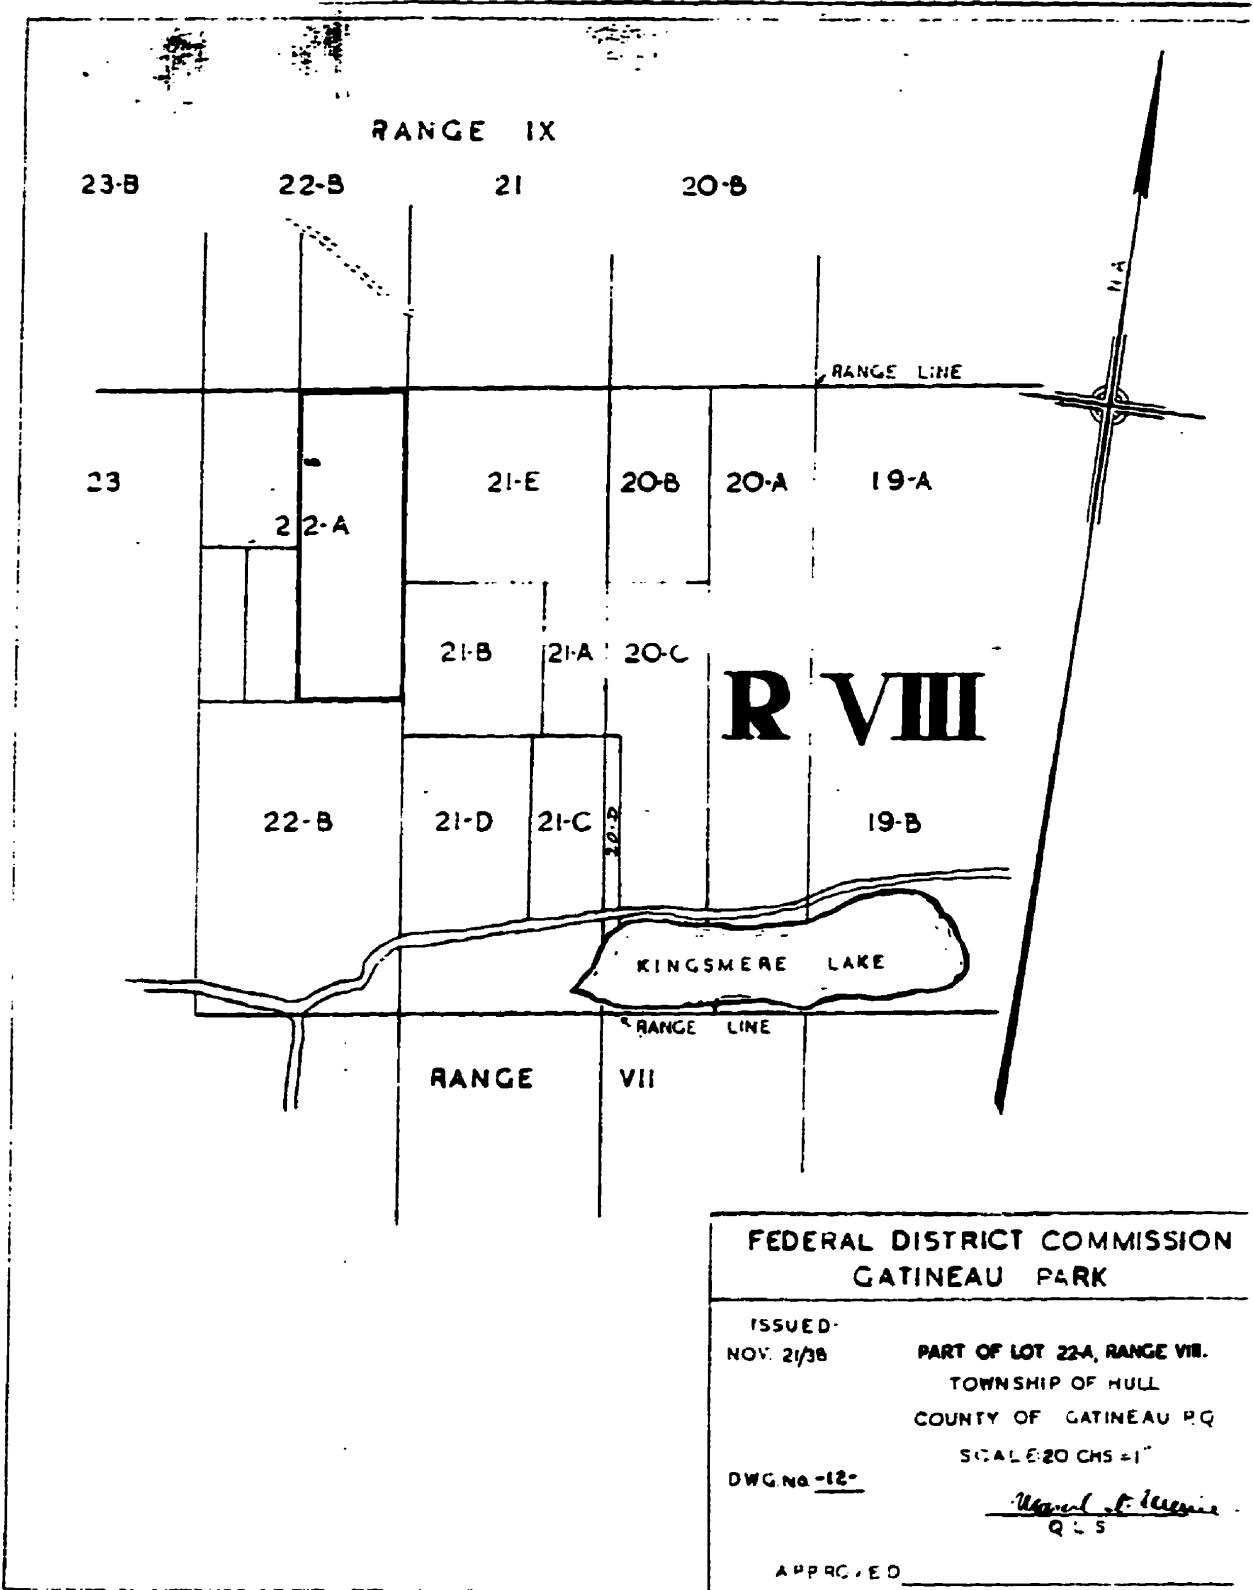 RANGE IX
23-B 22-B 21 20-B
N A
RANGE LINE
23 22-A 21-E 20-B 20-A 19-A
B
21-B 21-A 20-C
R VIII
22-B 21-D 21-C 20-D 19-B
KINGSMERE LAKE
RANGE LINE
RANGE VII
FEDERAL DISTRICT COMMISSION
GATINEAU PARK
ISSUED-
NOV. 21/38
PART OF LOT 22-A, RANGE VIII.
TOWNSHIP OF HULL
COUNTY OF GATINEAU P.Q
SCALE:20 CHS =1"
DWG. No. -12-
Q L S
APPROVED